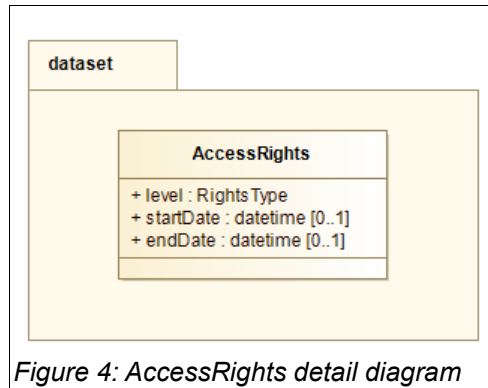 dataset
AccessRights
+ level : RightsType
+ startDate : datetime [0..1]
+ endDate : datetime [0..1]
Figure 4: AccessRights detail diagram